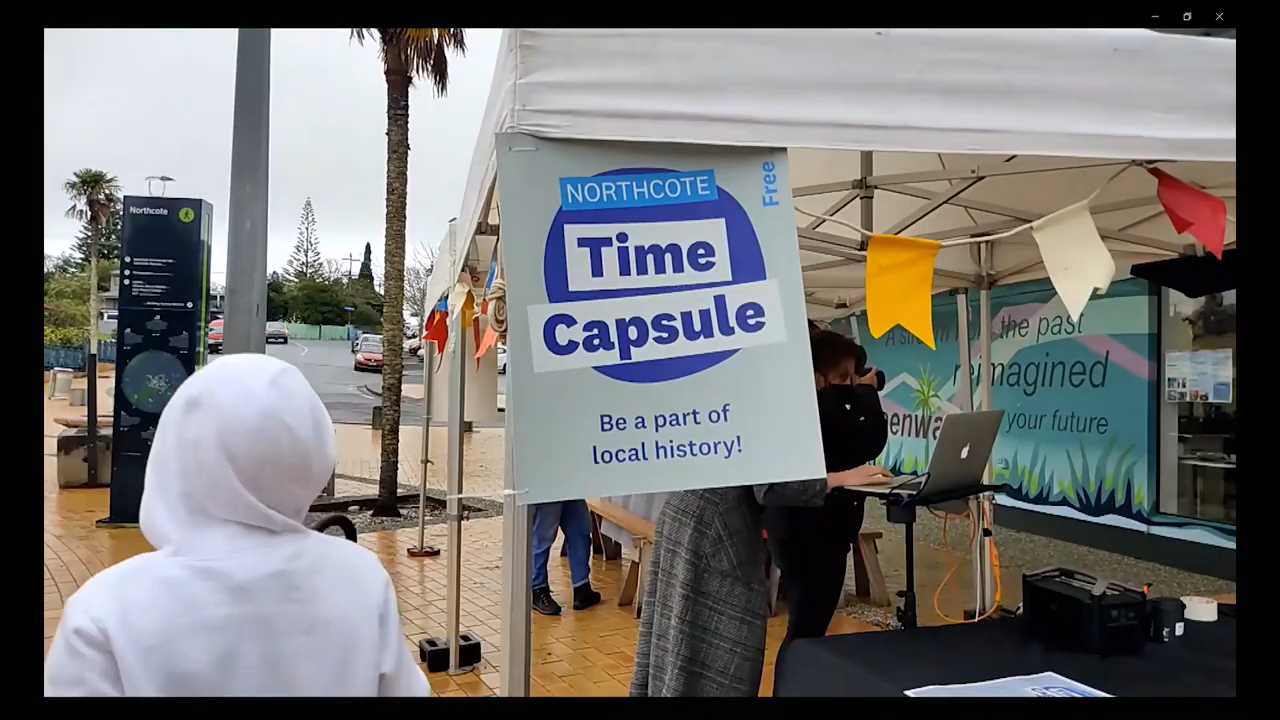 Northcote
Free
NORTHCOTE
Time
Capsule
Be a part of
local history!
the past
reimagined
your future